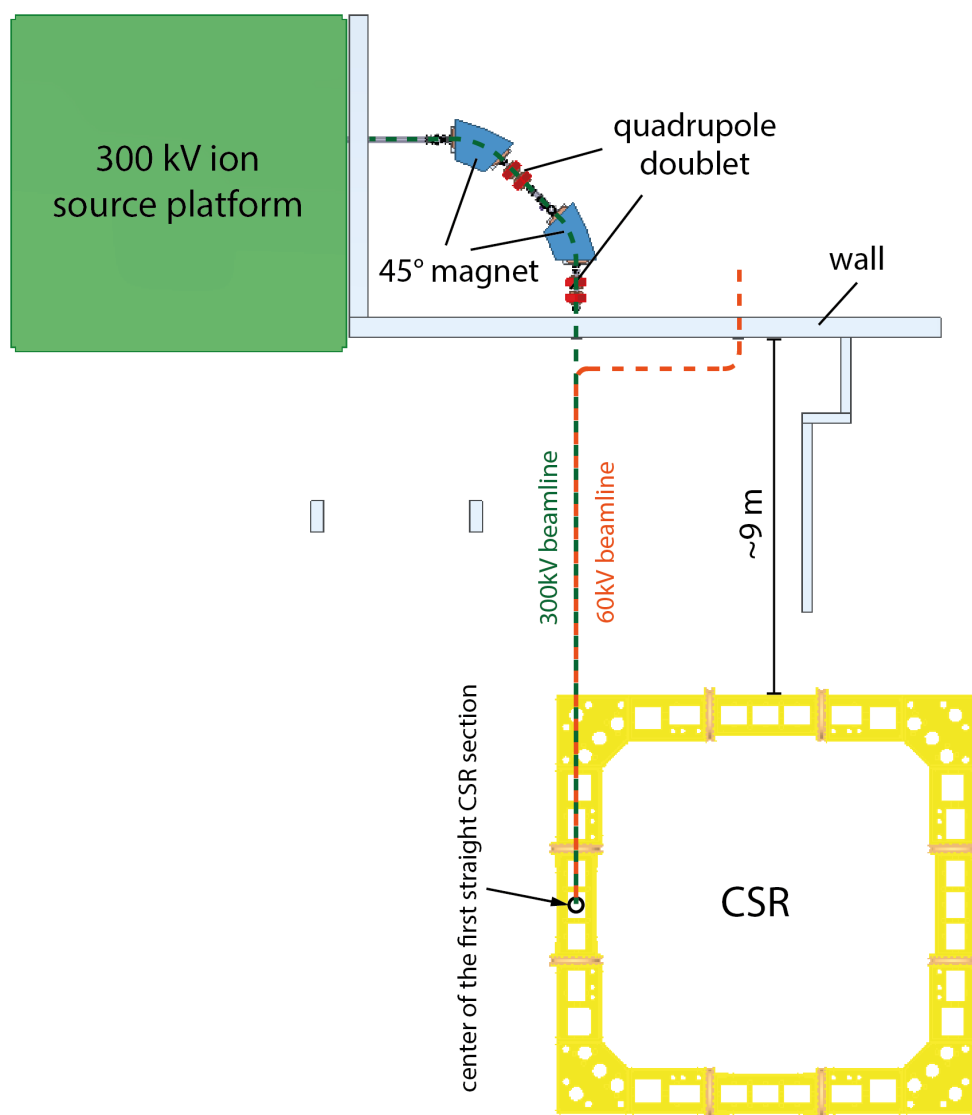 300 kV ion
source platform
quadrupole
doublet
45° magnet
wall
300kV beamline
60kV beamline
~9 m
center of the first straight CSR section
CSR